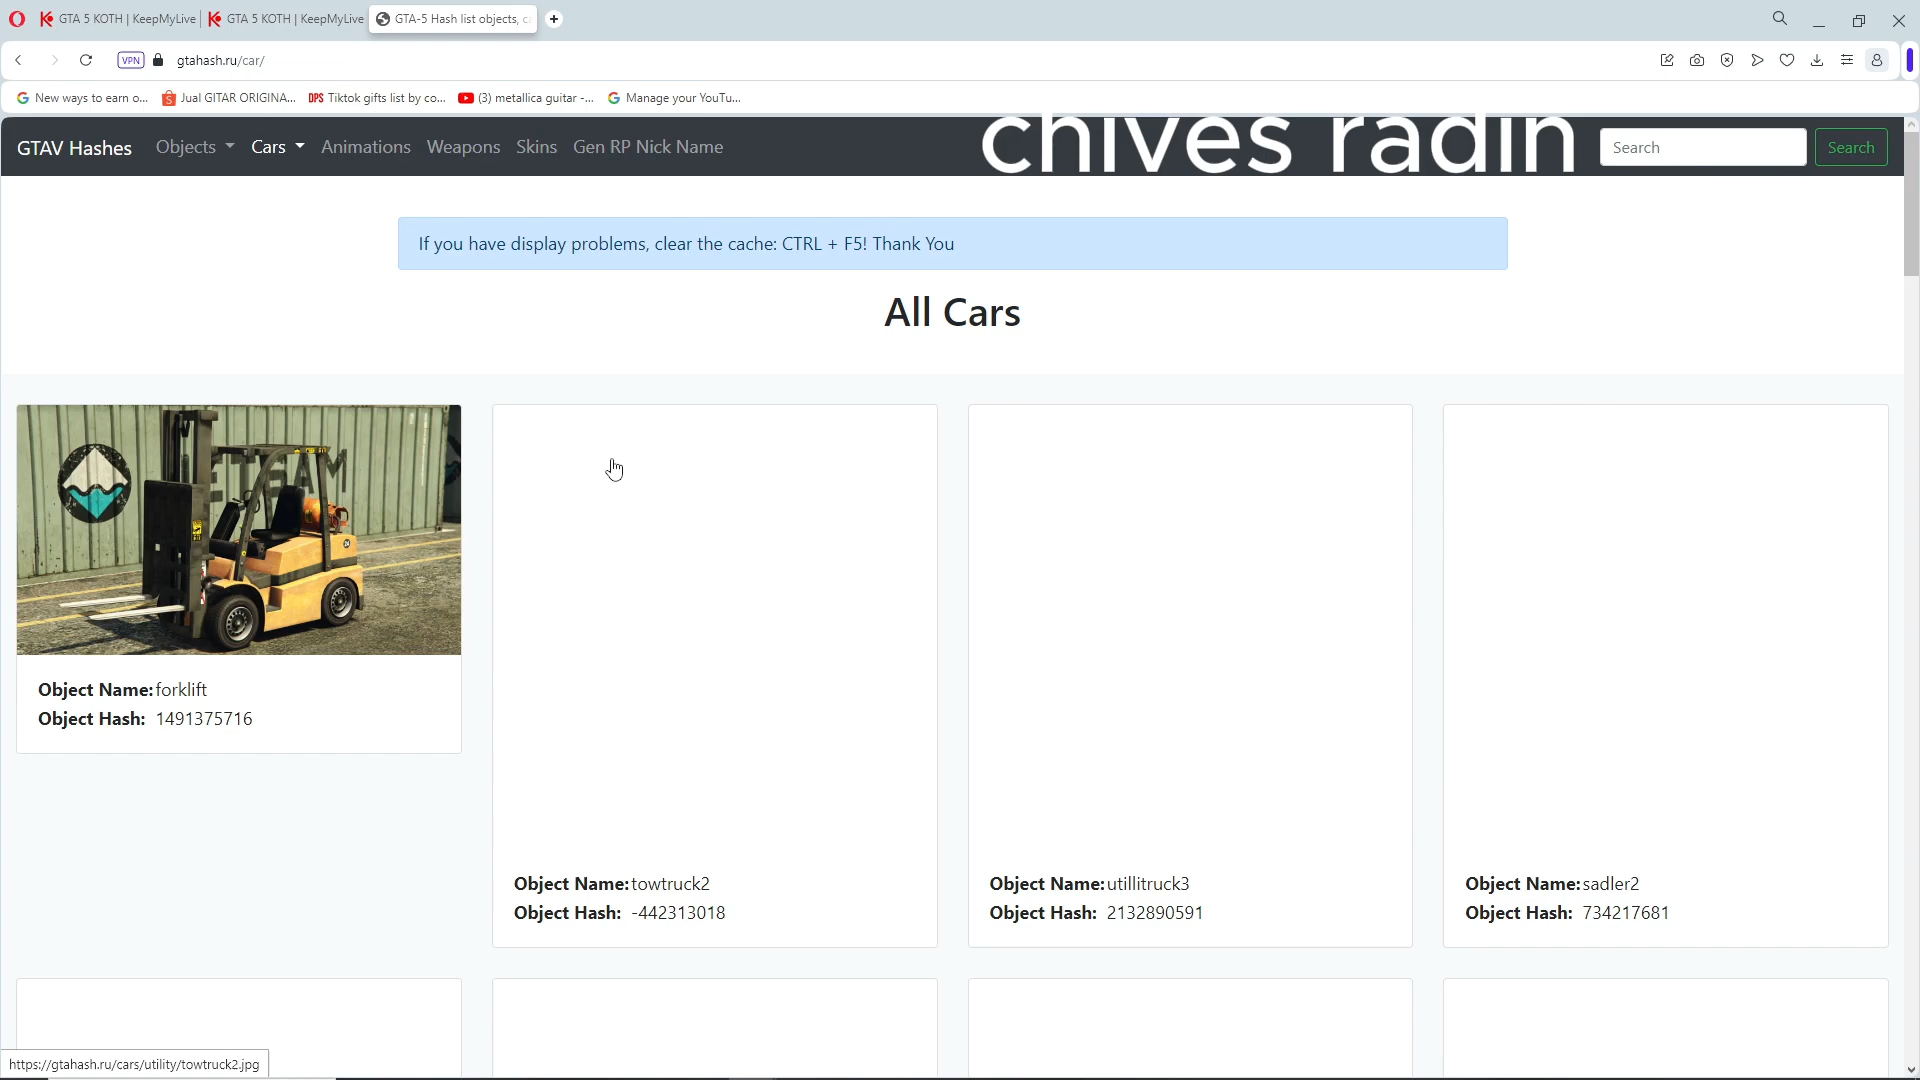 GTA 5 KOTH | KeepMyLive
GTA 5 KOTH | KeepMyLive
GTA-5 Hash list objects, c
VPN
gtahash.ru/car/
New ways to earn o...
Jual GITAR ORIGINA...
DPS Tiktok gifts list by co...
(3) metallica guitar -...
Manage your YouTu...
GTAV Hashes
Objects
Cars
Animations
Weapons
Skins
Gen RP Nick Name
chives radin
Search
Search
If you have display problems, clear the cache: CTRL + F5! Thank You
All Cars
Object Name: forklift
Object Hash: 1491375716
Object Name: towtruck2
Object Hash: -442313018
Object Name: utillitruck3
Object Hash: 2132890591
Object Name: sadler2
Object Hash: 734217681
https://gtahash.ru/cars/utility/towtruck2.jpg